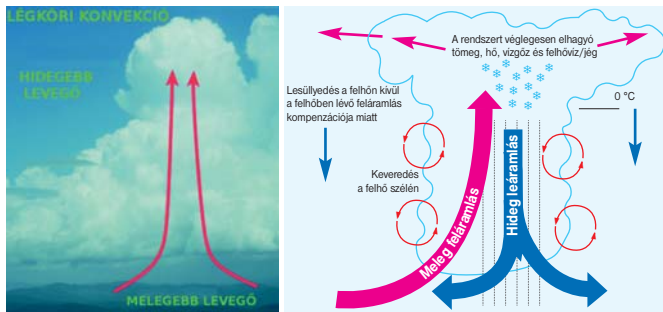 LÉGKÖRI KONVEKCIÓ
HIDEGEBB
LEVEGŐ
MELEGEBB LEVEGŐ
A rendszert véglegesen elhagyó
tömeg, hő, vízgőz és felhővíz/jég
Lesüllyedés a felhőn kívül
a felhőben lévő feláramlás
kompenzációja miatt
0 °C
Keveredés
a felhő szélén
Meleg feláramlás
Hideg leáramlás